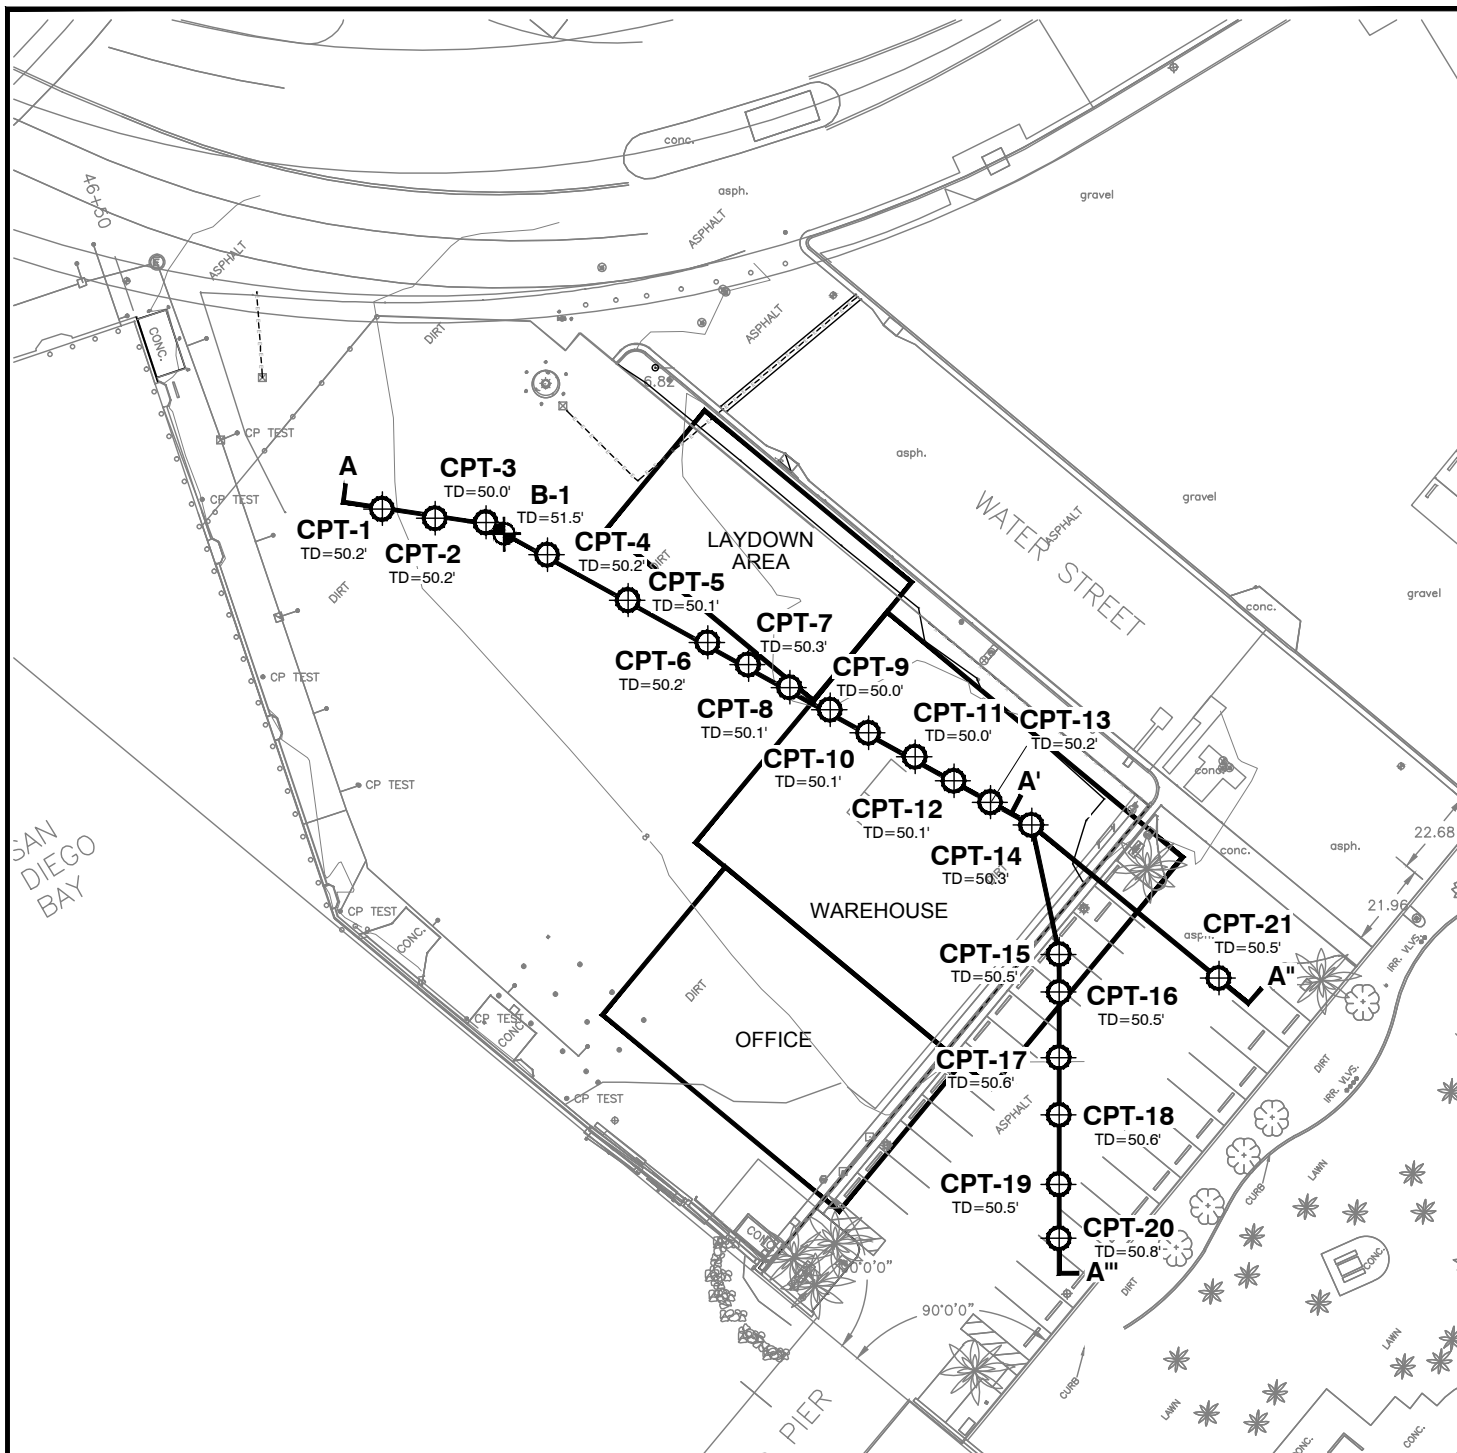 conc.
asph.
gravel
46+50
ASPHALT
ASPHALT
E
CONC.
DIRT
ASPHALT
6.82
CP TEST
asph.
A
CPT-3
TD=50.0'
B-1
TD=51.5'
CP TEST
gravel
WATER STREET
ASPHALT
CPT-1
TD=50.2'
CPT-2
TD=50.2'
CPT-4
TD=50.2'
DIRT
LAYDOWN
AREA
DIRT
CPT-5
TD=50.1'
gravel
conc.
CPT-7
TD=50.3'
CPT-6
TD=50.2'
CPT-9
TD=50.0'
CP TEST
CPT-8
TD=50.1'
CPT-11
TD=50.0'
CPT-13
TD=50.2'
CPT-10
TD=50.1'
conc.
CP TEST
A'
CPT-12
TD=50.1'
22.68
SAN
DIEGO
BAY
CPT-14
TD=50.3'
DIRT
conc.
asph.
CP TEST
WAREHOUSE
21.96
CONC.
CPT-21
TD=50.5'
asph.
IRR. VLVS.
CPT-15
TD=50.5'
A"
DIRT
CPT-16
TD=50.5'
CP TEST
CONC.
OFFICE
CPT-17
TD=50.6'
DIRT
IRR. VLVS.
CP TEST
ASPHALT
CPT-18
TD=50.6'
LAWN
CPT-19
TD=50.5'
CURB
CONC.
CPT-20
TD=50.8'
CONC.
A"'
DIRT
90°0'0"
90°0'0"
LAWN
CURB
PIER
LAWN
CONC.
CONC.